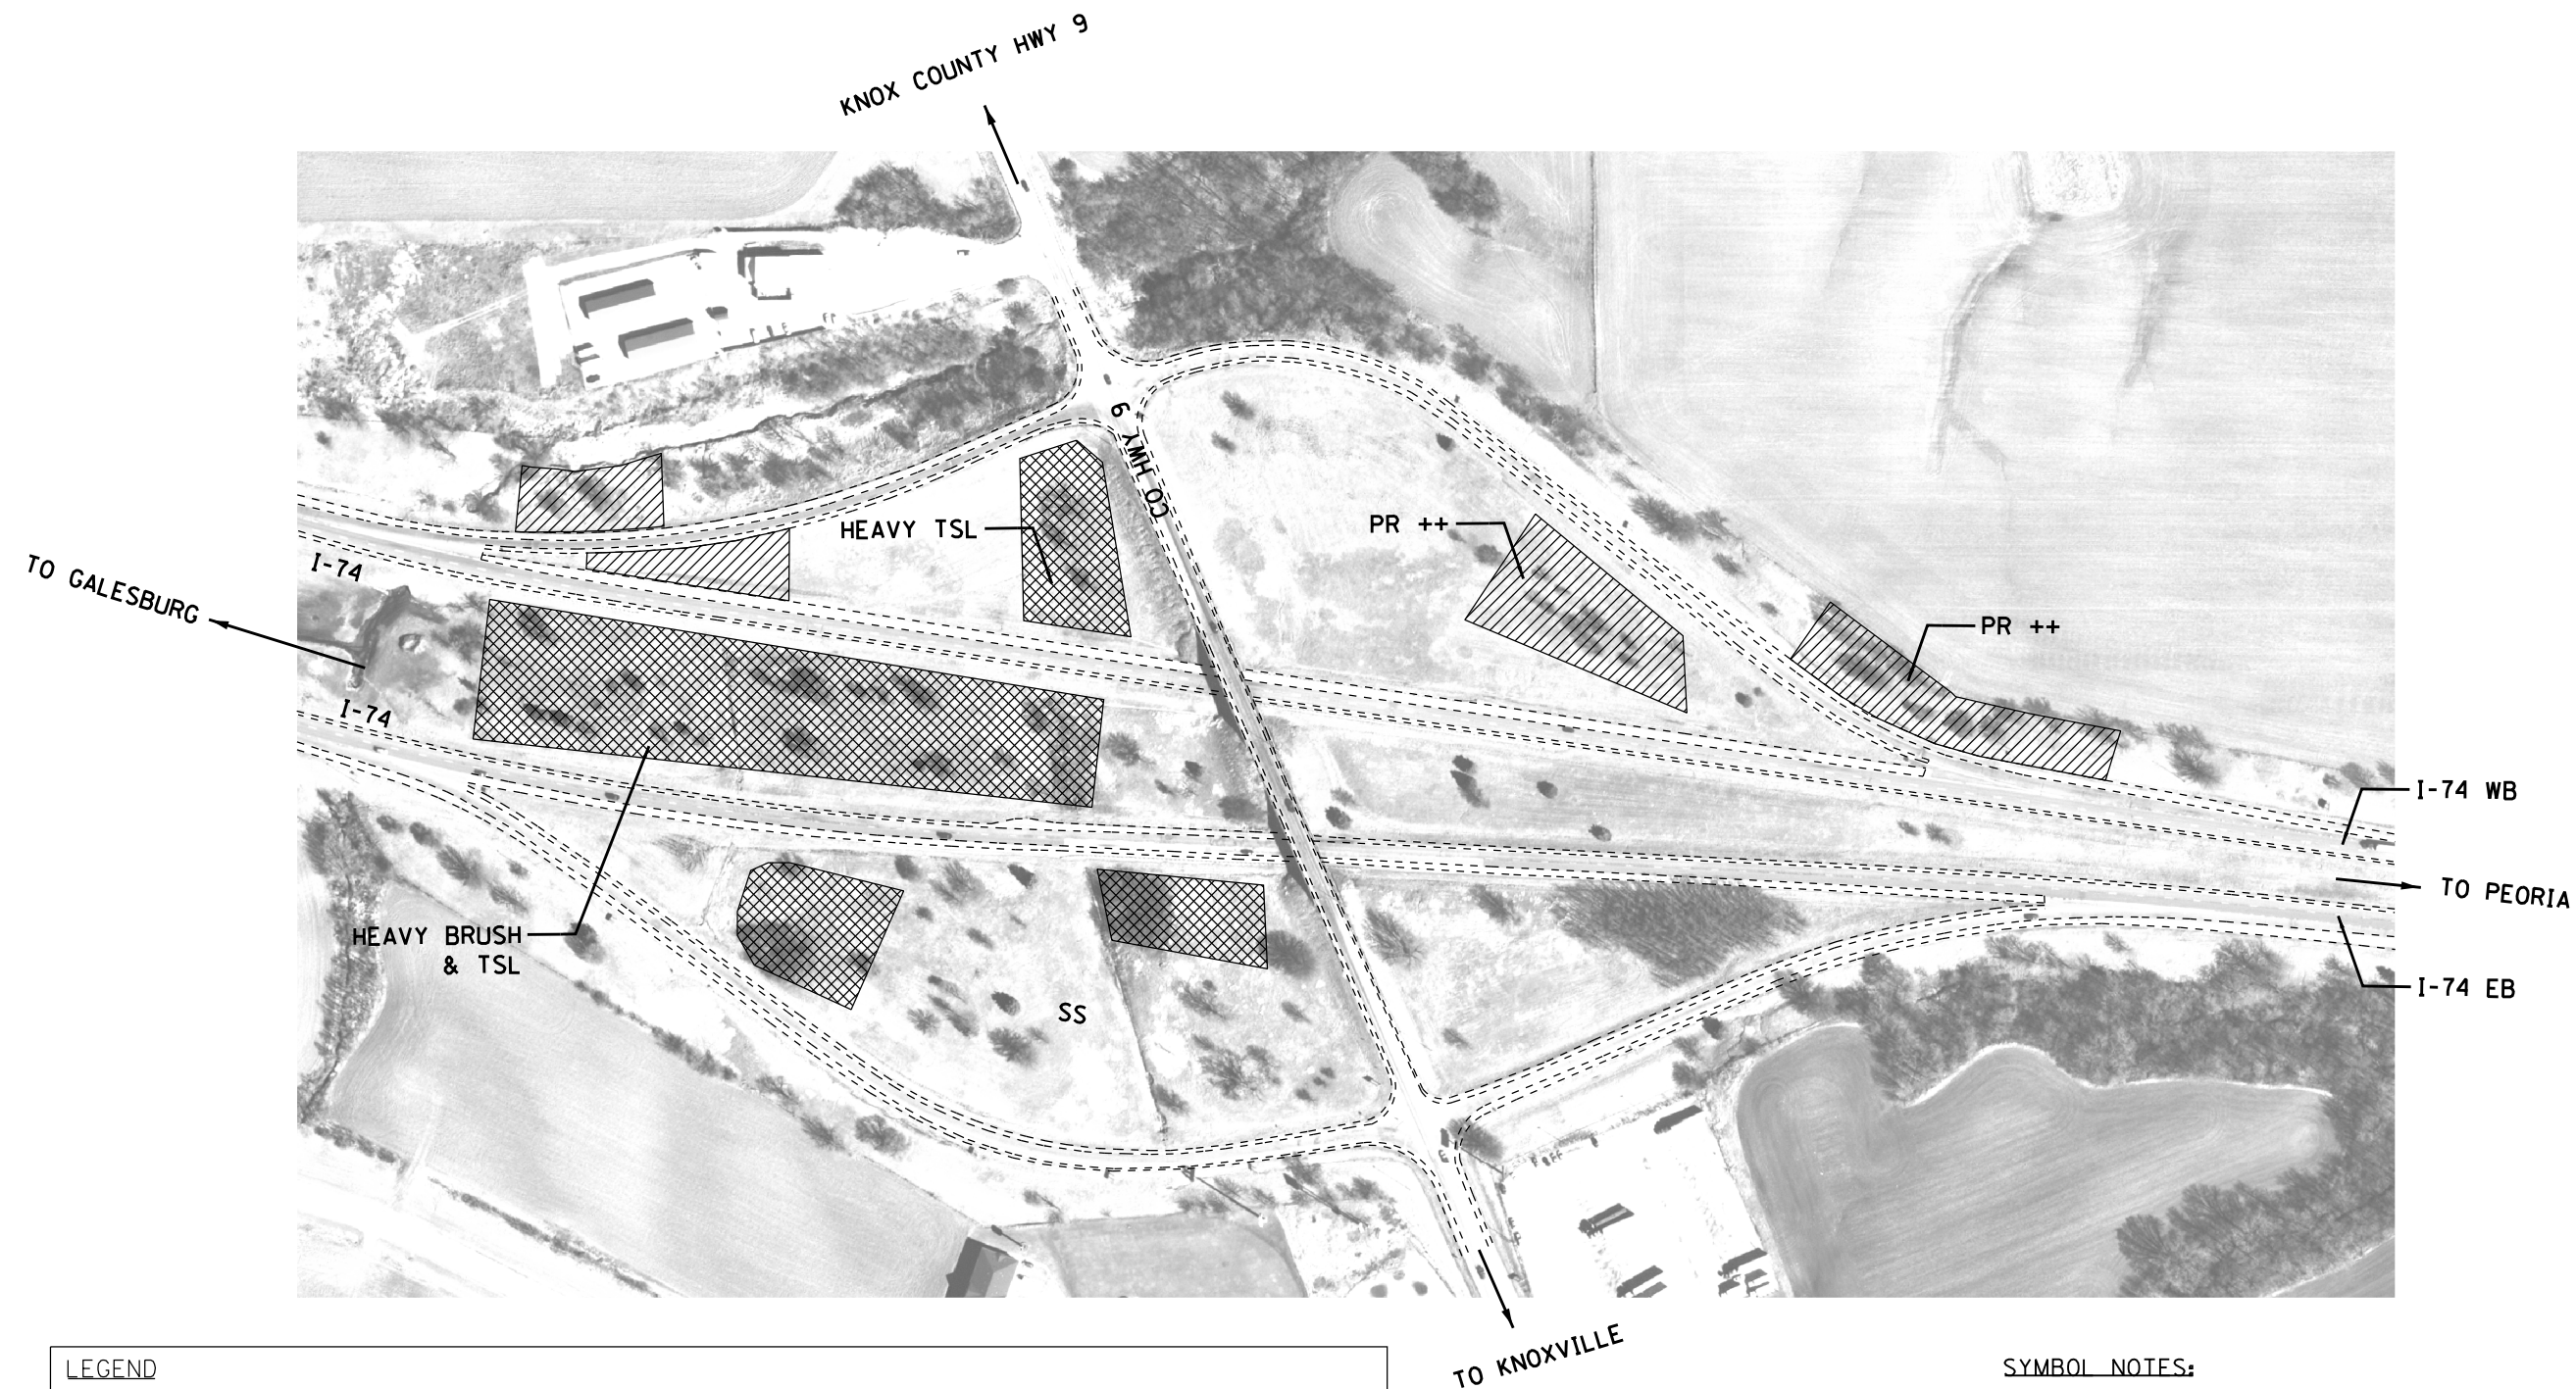 KNOX COUNTY HWY 9
CO HWY 9
HEAVY TSL
PR ++
I-74
TO GALESBURG
PR ++
I-74
I-74 WB
TO PEORIA
HEAVY BRUSH
& TSL
I-74 EB
SS
TO KNOXVILLE
LEGEND
SYMBOL NOTES: